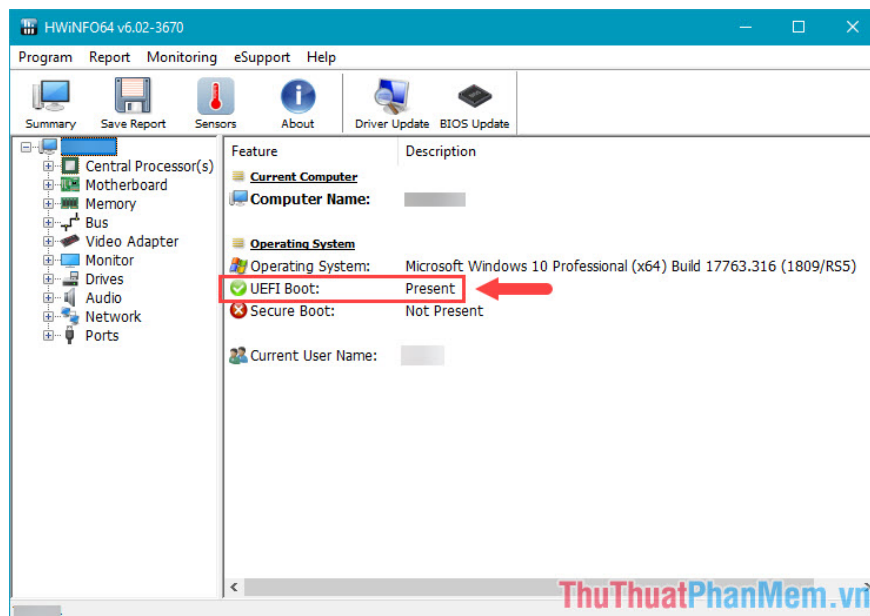 HWiNFO64 v6.02-3670
Program Report Monitoring eSupport Help
Summary Save Report Sensors About Driver Update BIOS Update
Central Processor(s)
Motherboard
Memory
Bus
Video Adapter
Monitor
Drives
Audio
Network
Ports
Feature Description
Current Computer
Computer Name:
Operating System
Operating System: Microsoft Windows 10 Professional (x64) Build 17763.316 (1809/RS5)
UEFI Boot: Present
Secure Boot: Not Present
Current User Name:
ThuThuatPhanMem.vn